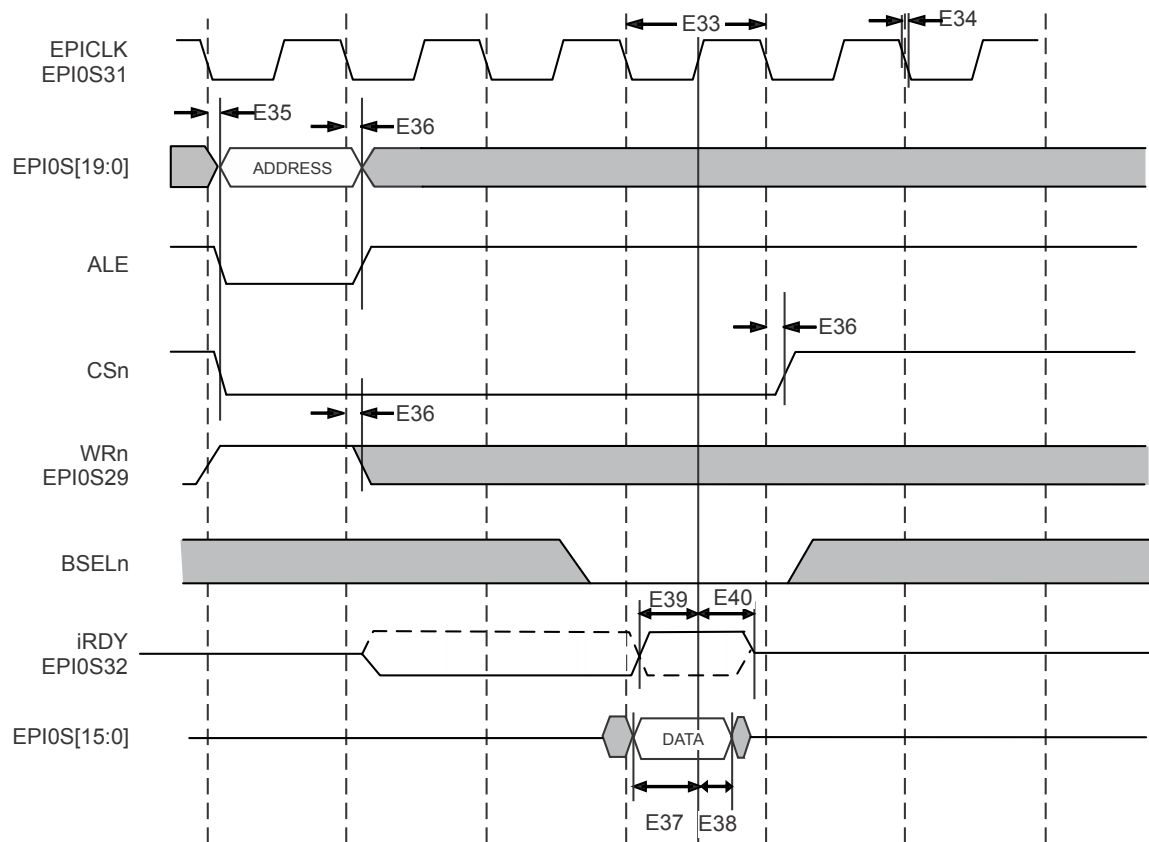 E33
E34
EPICLK
EPI0S31
E35
E36
EPI0S[19:0]
ADDRESS
ALE
E36
CSn
E36
WRn
EPI0S29
BSELn
E39
E40
iRDY
EPI0S32
EPI0S[15:0]
DATA
E37
E38